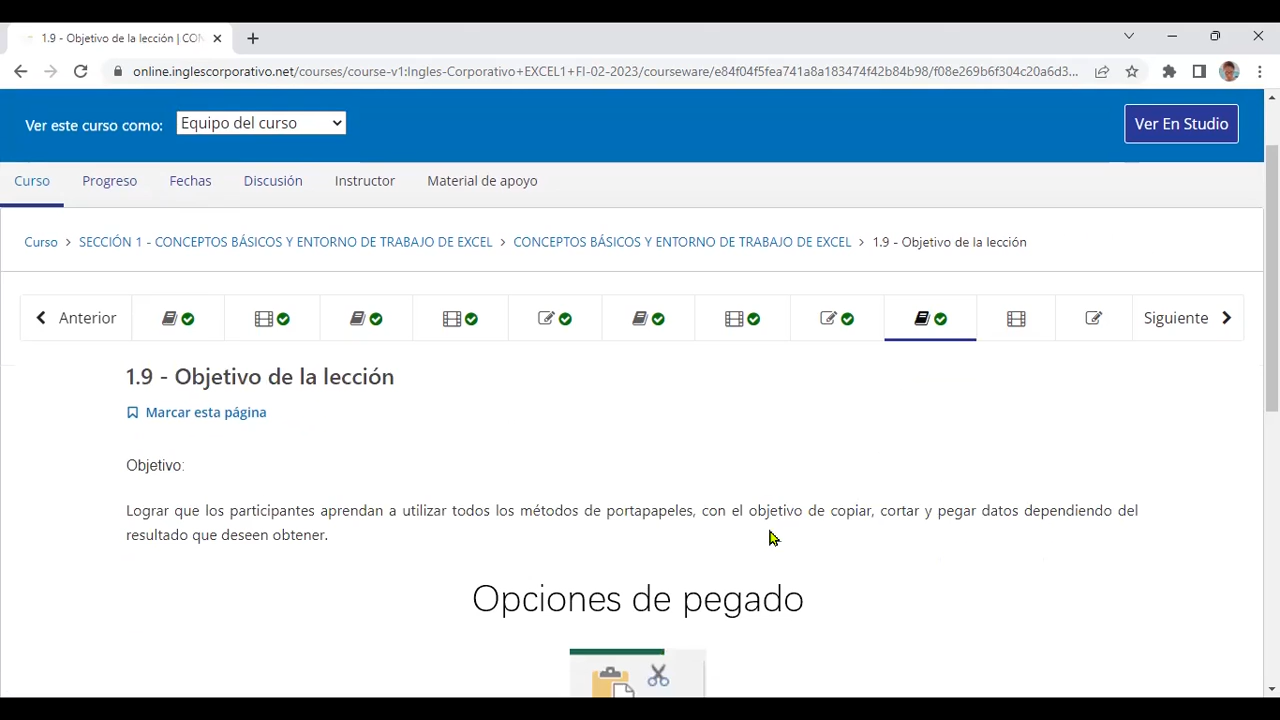 1.9 - Objetivo de la lección | CON
online.inglescorporativo.net/courses/course-v1:Ingles-Corporativo+EXCEL1+FI-02-2023/courseware/e84f04f5fea741a8a183474f42b84b98/f08e269b6f304c20a6d3...
Ver este curso como: Equipo del curso Ver En Studio
Curso Progreso Fechas Discusión Instructor Material de apoyo
Curso > SECCIÓN 1 - CONCEPTOS BÁSICOS Y ENTORNO DE TRABAJO DE EXCEL > CONCEPTOS BÁSICOS Y ENTORNO DE TRABAJO DE EXCEL > 1.9 - Objetivo de la lección
Anterior Siguiente
1.9 - Objetivo de la lección
Marcar esta página
Objetivo:
Lograr que los participantes aprendan a utilizar todos los métodos de portapapeles, con el objetivo de copiar, cortar y pegar datos dependiendo del
resultado que deseen obtener.
Opciones de pegado